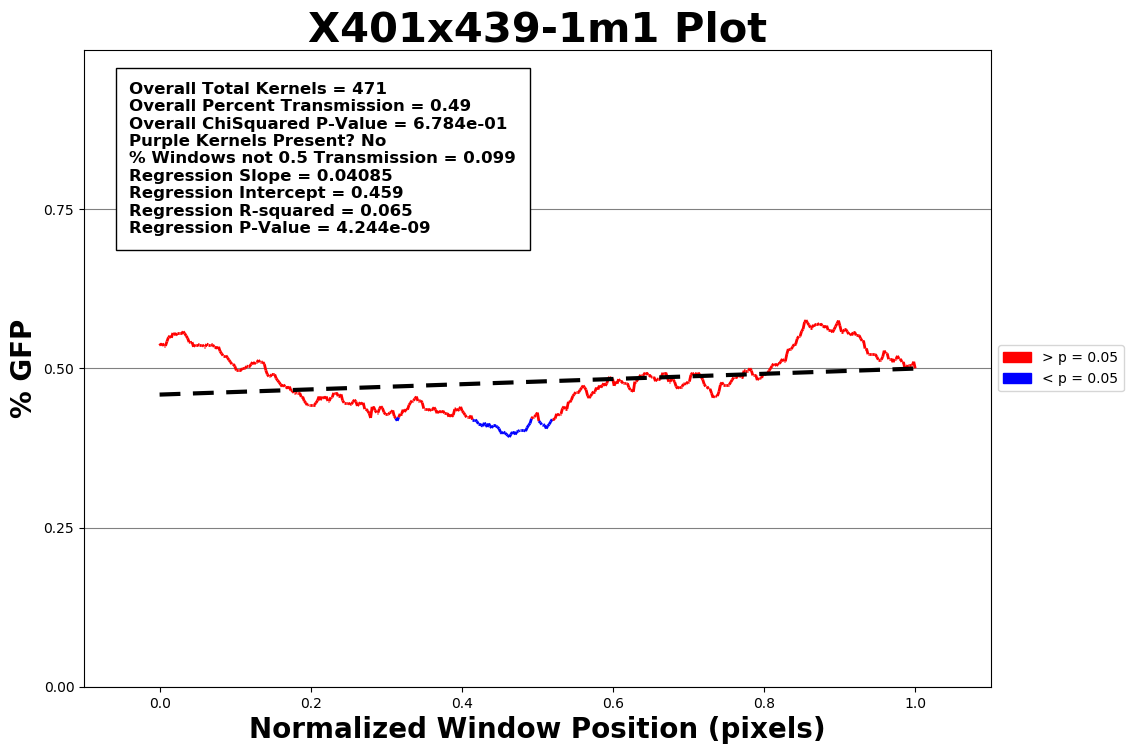 X401x439-1m1 Plot
Overall Total Kernels = 471
Overall Percent Transmission = 0.49
Overall ChiSquared P-Value = 6.784e-01
Purple Kernels Present? No
% Windows not 0.5 Transmission = 0.099
Regression Slope = 0.04085
Regression Intercept = 0.459
Regression R-squared = 0.065
Regression P-Value = 4.244e-09
% GFP
0.75
0.50
0.25
0.00
> p = 0.05
< p = 0.05
0.0 0.2 0.4 0.6 0.8 1.0
Normalized Window Position (pixels)